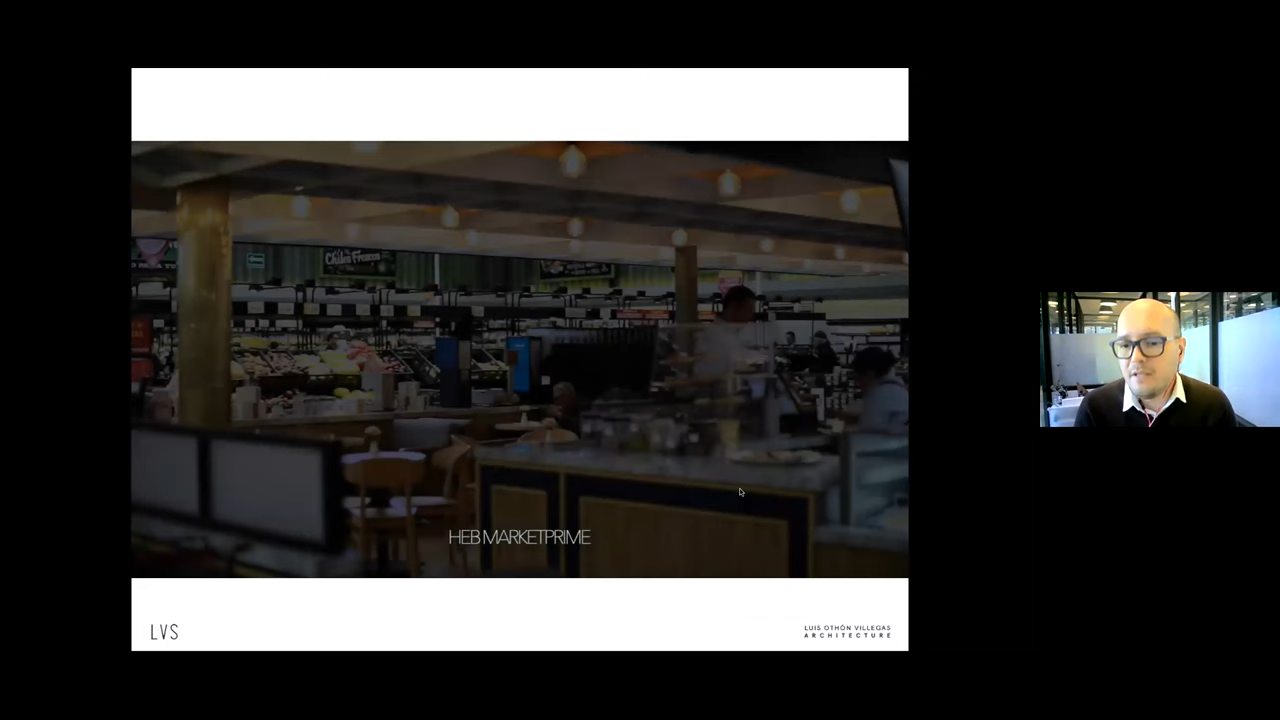 Chiles Frescos
HEB MARKETPRIME
LVS
LUIS OTHÓN VILLEGAS
ARCHITECTURE